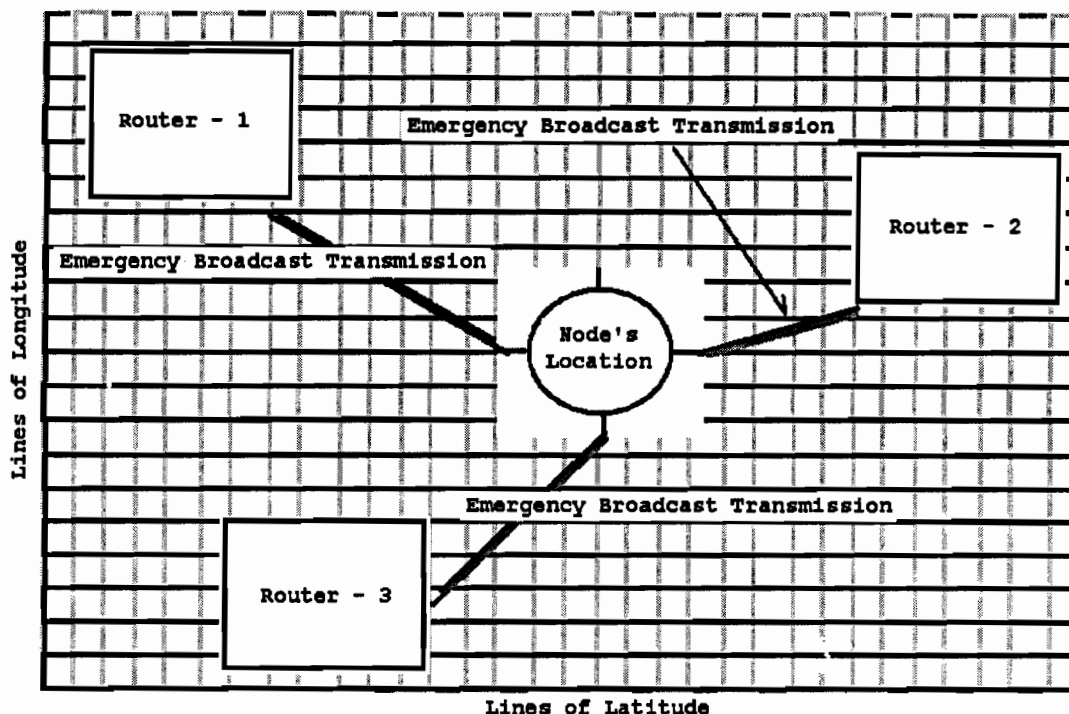 Router - 1
Emergency Broadcast Transmission
Router - 2
Emergency Broadcast Transmission
Node's
Location
Lines of Longitude
Emergency Broadcast Transmission
Router - 3
Lines of Latitude